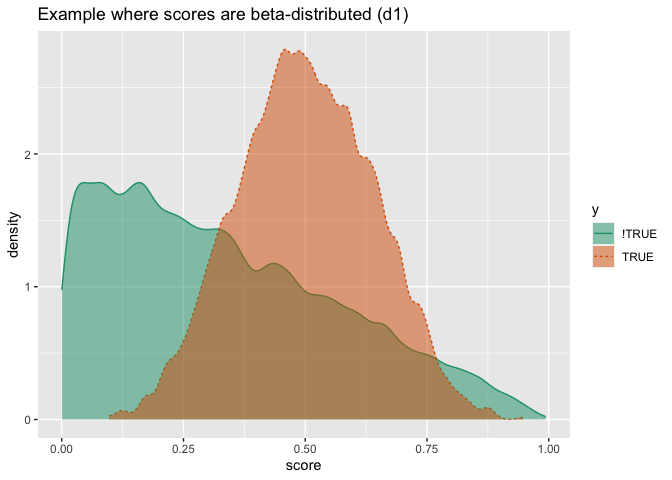 Example where scores are beta-distributed (d1)
density
2
1
0
0.00
0.25
0.50
0.75
1.00
score
y
!TRUE
TRUE